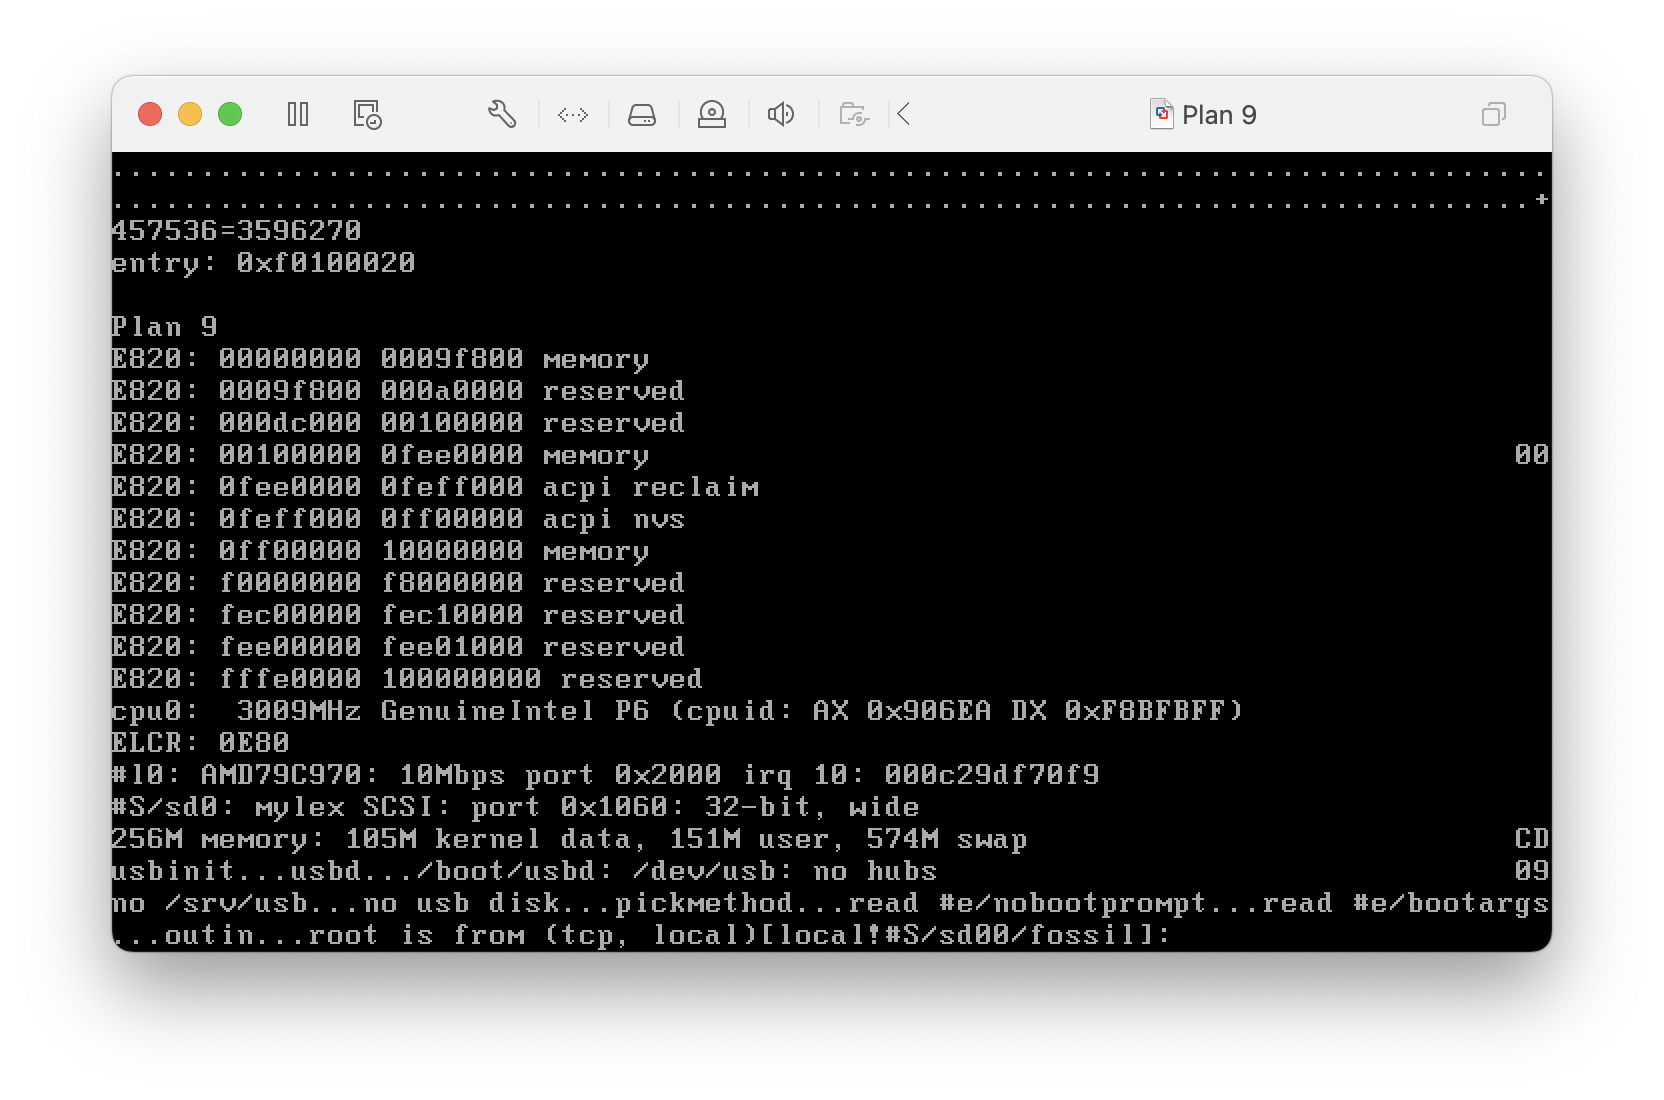 Plan 9
................................................................................
...............................................................................+
457536=3596270
entry: 0xf0100020
Plan 9
E820: 00000000 0009f800 memory
E820: 0009f800 000a0000 reserved
E820: 000dc000 00100000 reserved
E820: 00100000 0fee0000 memory 00
E820: 0fee0000 0feff000 acpi reclaim
E820: 0feff000 0ff00000 acpi nvs
E820: 0ff00000 10000000 memory
E820: f0000000 f8000000 reserved
E820: fec00000 fec10000 reserved
E820: fee00000 fee01000 reserved
E820: fffe0000 100000000 reserved
cpu0:  3009MHz GenuineIntel P6 (cpuid: AX 0x906EA DX 0xF8BFBFF)
ELCR: 0E80
#l0: AMD79C970: 10Mbps port 0x2000 irq 10: 000c29df70f9
#S/sd0: mylex SCSI: port 0x1060: 32-bit, wide
256M memory: 105M kernel data, 151M user, 574M swap CD
usbinit...usbd.../boot/usbd: /dev/usb: no hubs 09
no /srv/usb...no usb disk...pickmethod...read #e/nobootprompt...read #e/bootargs
...outin...root is from (tcp, local)[local!#S/sd00/fossil]: